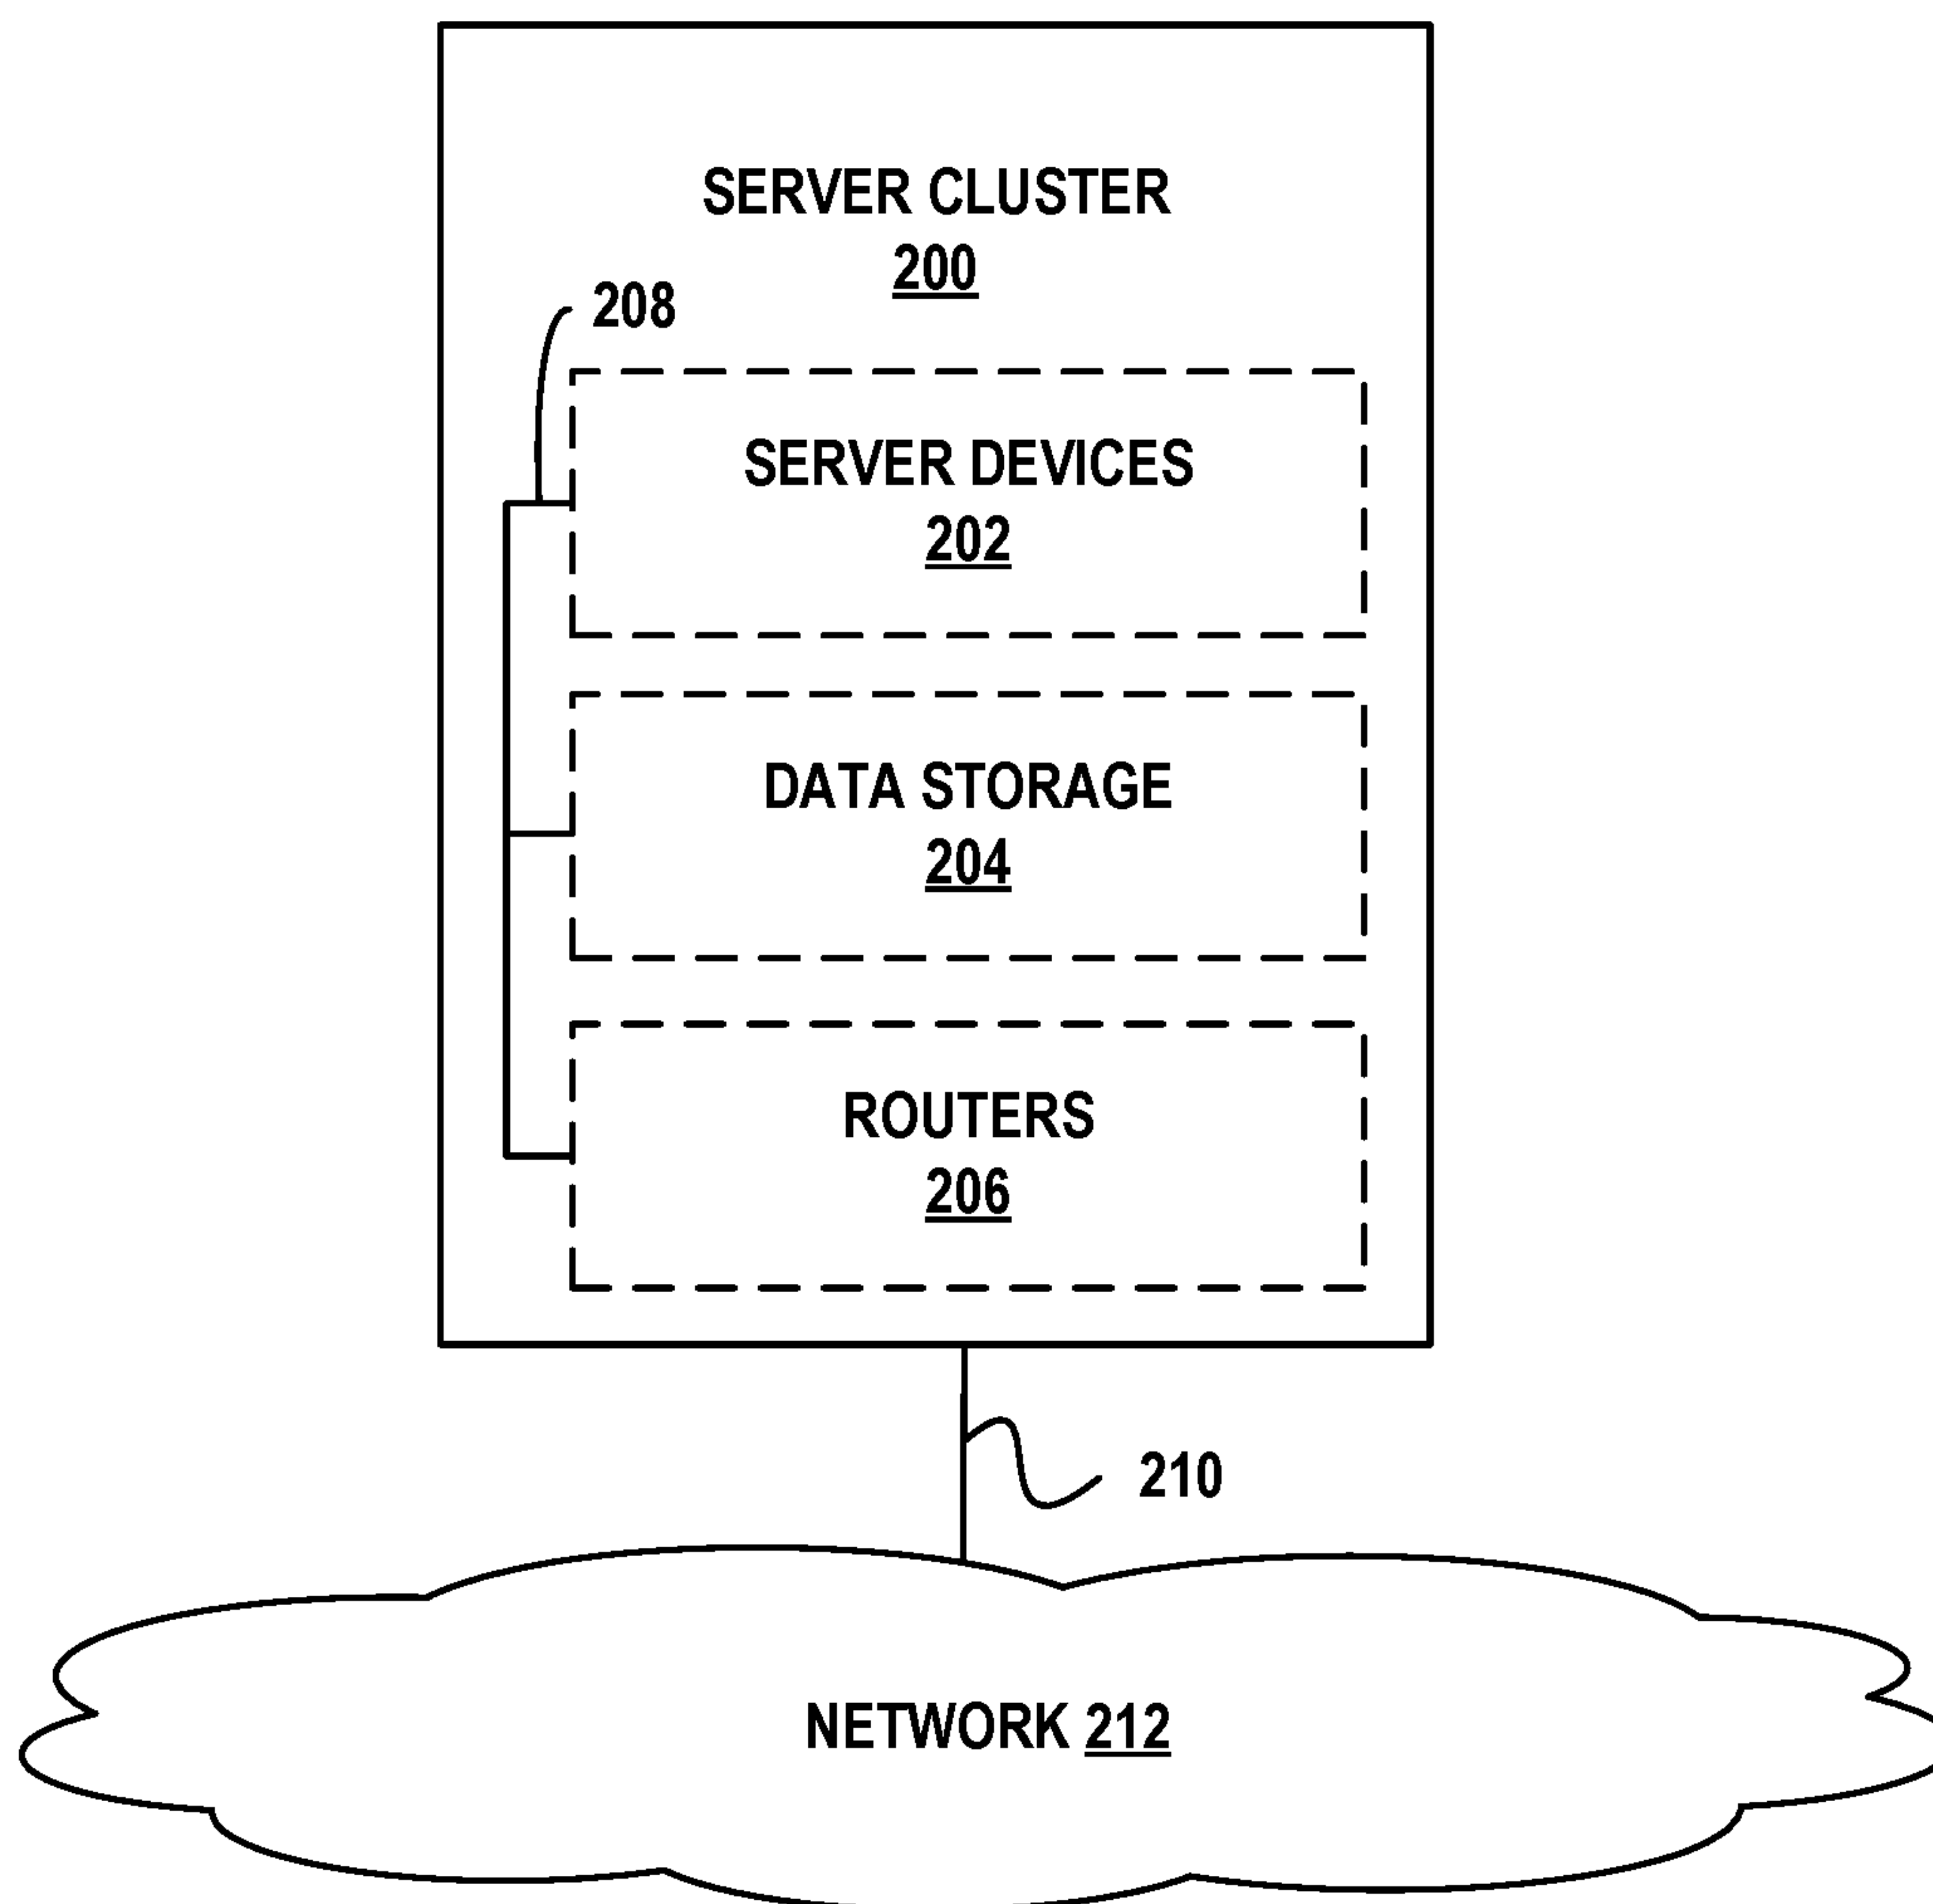 SERVER CLUSTER
200
208
SERVER DEVICES
202
DATA STORAGE
204
ROUTERS
206
210
NETWORK 212